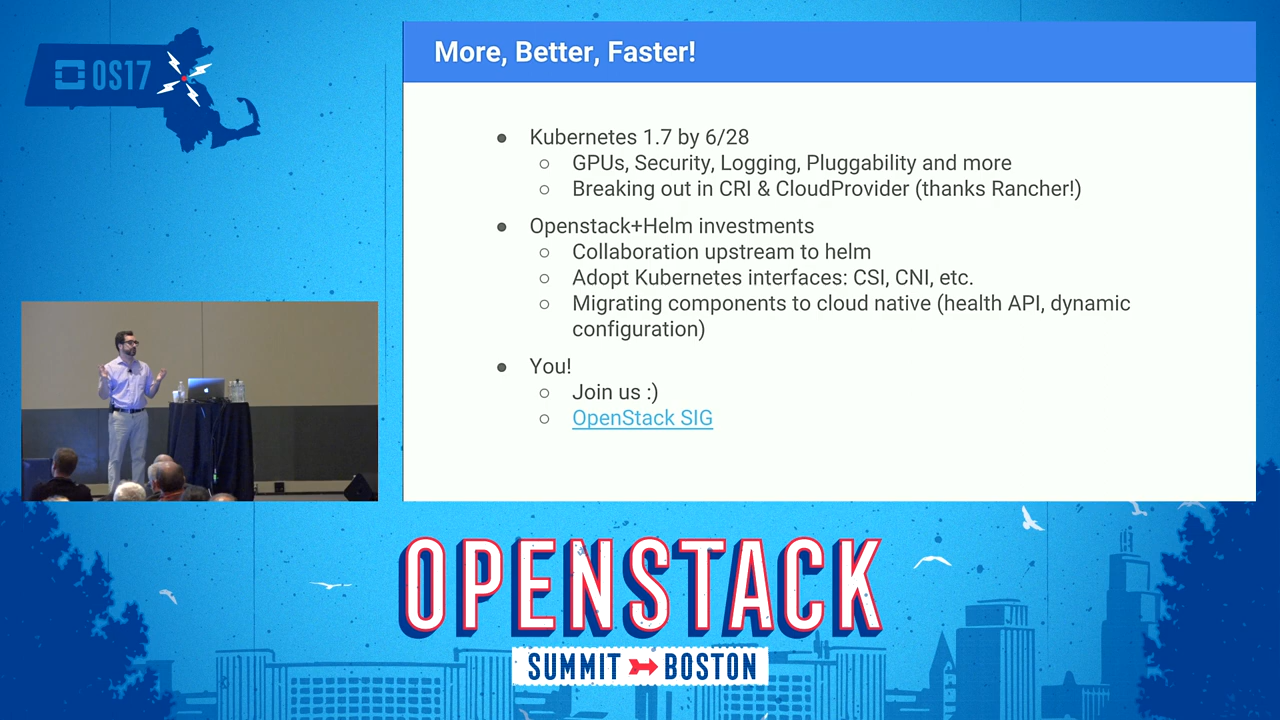 OS17
More, Better, Faster!
● Kubernetes 1.7 by 6/28
○ GPUs, Security, Logging, Pluggability and more
○ Breaking out in CRI & CloudProvider (thanks Rancher!)
● Openstack+Helm investments
○ Collaboration upstream to helm
○ Adopt Kubernetes interfaces: CSI, CNI, etc.
○ Migrating components to cloud native (health API, dynamic
configuration)
● You!
○ Join us :)
○ OpenStack SIG
OPENSTACK
SUMMIT BOSTON